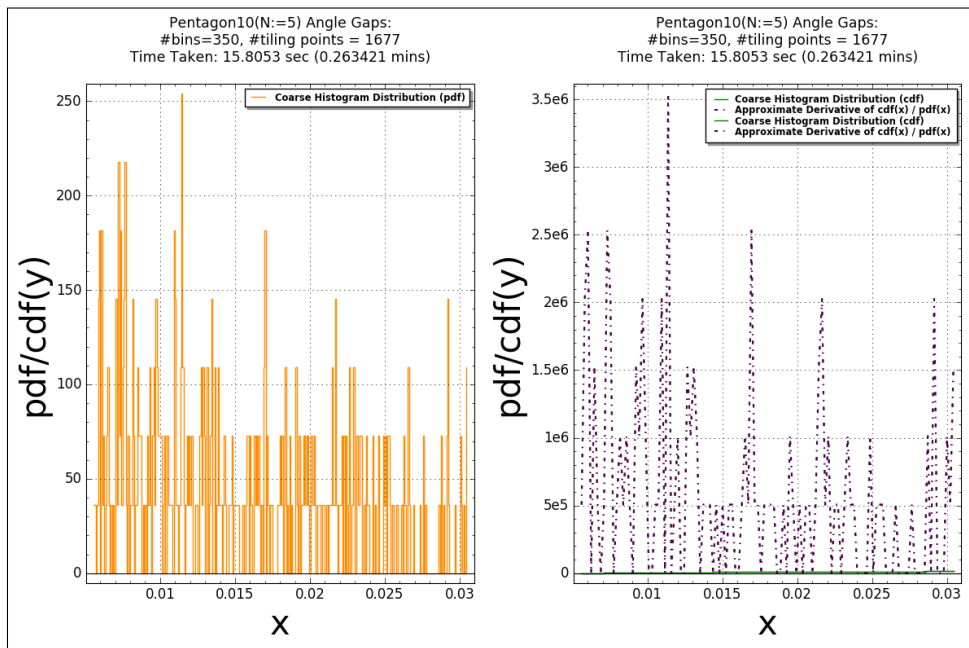 Pentagon10(N:=5) Angle Gaps:
#bins=350, #tiling points = 1677
Time Taken: 15.8053 sec (0.263421 mins)
Coarse Histogram Distribution (pdf)
250
200
150
100
50
0
0.010
0.015
0.020
0.025
0.03
pdf/cdf(y)
x
Pentagon10(N:=5) Angle Gaps:
#bins=350, #tiling points = 1677
Time Taken: 15.8053 sec (0.263421 mins)
Coarse Histogram Distribution (cdf)
Approximate Derivative of cdf(x) / pdf(x)
Coarse Histogram Distribution (cdf)
Approximate Derivative of cdf(x) / pdf(x)
3.5e6
3e6
2.5e6
2e6
1.5e6
1e6
5e5
0
0.010
0.015
0.020
0.025
0.03
pdf/cdf(y)
x